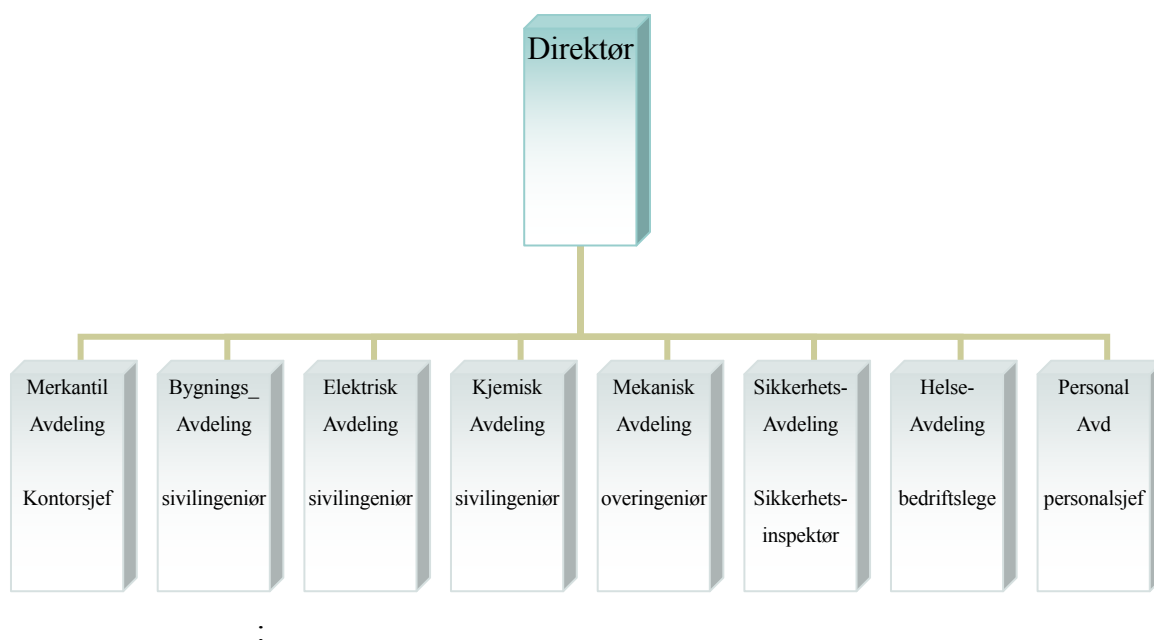 Direktør
Merkantil
Avdeling
Kontorsjef
Bygnings_
Avdeling
sivilingeniør
Elektrisk
Avdeling
sivilingeniør
Kjemisk
Avdeling
sivilingeniør
Mekanisk
Avdeling
overingeniør
Sikkerhets-
Avdeling
Sikkerhets-
inspektør
Helse-
Avdeling
bedriftslege
Personal
Avd
personalsjef
: